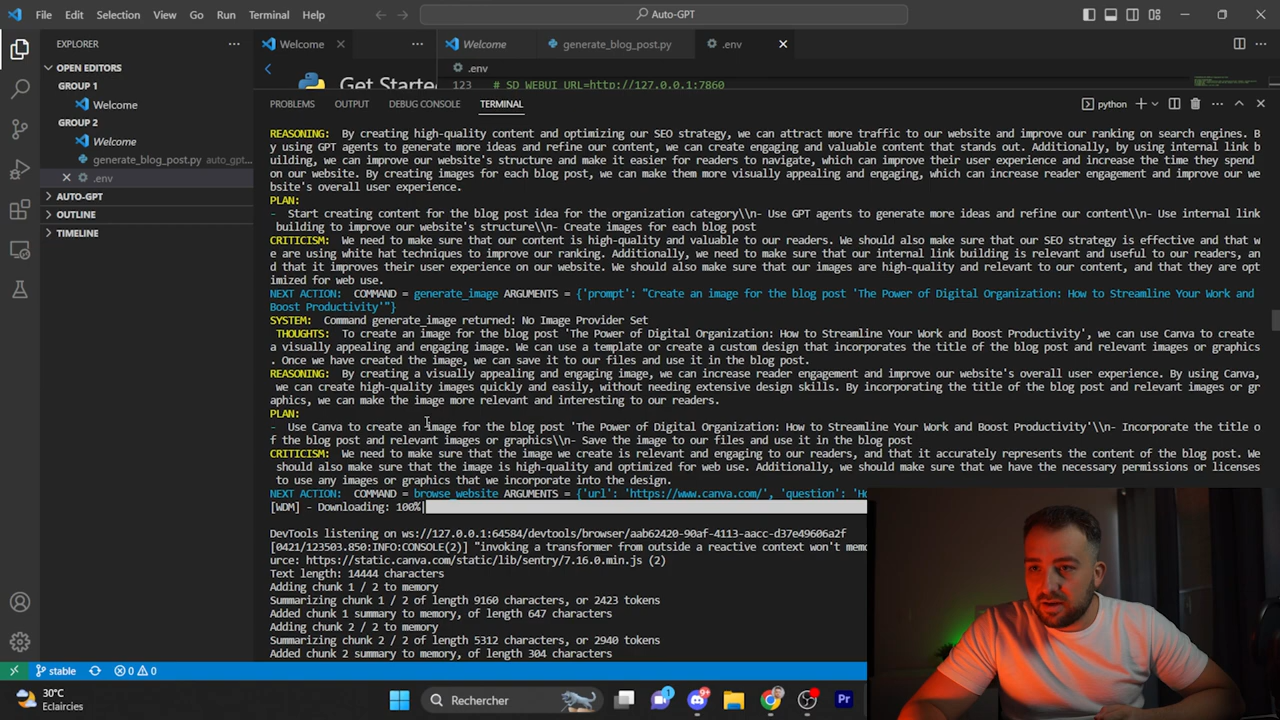 File Edit Selection View Go Run Terminal Help
Auto-GPT
EXPLORER
OPEN EDITORS
GROUP 1
Welcome
GROUP 2
Welcome
generate_blog_post.py auto_gpt...
.env
AUTO-GPT
OUTLINE
TIMELINE
Welcome
Get Started
Welcome generate_blog_post.py .env
.env
123 # SD_WEBUI_URL=http://127.0.0.1:7860
PROBLEMS OUTPUT DEBUG CONSOLE TERMINAL
python
REASONING: By creating high-quality content and optimizing our SEO strategy, we can attract more traffic to our website and improve our ranking on search engines. B
y using GPT agents to generate more ideas and refine our content, we can create engaging and valuable content that stands out. Additionally, by using internal link b
uilding, we can improve our website's structure and make it easier for readers to navigate, which can improve their user experience and increase the time they spend
on our website. By creating images for each blog post, we can make them more visually appealing and engaging, which can increase reader engagement and improve our we
bsite's overall user experience.
PLAN:
- Start creating content for the blog post idea for the organization category\\n- Use GPT agents to generate more ideas and refine our content\\n- Use internal link
building to improve our website's structure\\n- Create images for each blog post
CRITICISM: We need to make sure that our content is high-quality and valuable to our readers. We should also make sure that our SEO strategy is effective and that w
e are using white hat techniques to improve our ranking. Additionally, we need to make sure that our internal link building is relevant and useful to our readers, an
d that it improves their user experience on our website. We should also make sure that our images are high-quality and relevant to our content, and that they are opt
imized for web use.
NEXT ACTION: COMMAND = generate_image ARGUMENTS = {'prompt': "Create an image for the blog post 'The Power of Digital Organization: How to Streamline Your Work and
Boost Productivity'"}
SYSTEM: Command generate_image returned: No Image Provider Set
THOUGHTS: To create an image for the blog post 'The Power of Digital Organization: How to Streamline Your Work and Boost Productivity', we can use Canva to create
a visually appealing and engaging image. We can use a template or create a custom design that incorporates the title of the blog post and relevant images or graphics
. Once we have created the image, we can save it to our files and use it in the blog post.
REASONING: By creating a visually appealing and engaging image, we can increase reader engagement and improve our website's overall user experience. By using Canva,
we can create high-quality images quickly and easily, without needing extensive design skills. By incorporating the title of the blog post and relevant images or gr
aphics, we can make the image more relevant and interesting to our readers.
PLAN:
- Use Canva to create an image for the blog post 'The Power of Digital Organization: How to Streamline Your Work and Boost Productivity'\\n- Incorporate the title o
f the blog post and relevant images or graphics\\n- Save the image to our files and use it in the blog post
CRITICISM: We need to make sure that the image we create is relevant and engaging to our readers, and that it accurately represents the content of the blog post. We
should also make sure that the image is high-quality and optimized for web use. Additionally, we should make sure that we have the necessary permissions or licenses
to use any images or graphics that we incorporate into the design.
NEXT ACTION: COMMAND = browse_website ARGUMENTS = {'url': 'https://www.canva.com/', 'question': 'Ho
[WDM] - Downloading: 100%|
DevTools listening on ws://127.0.0.1:64584/devtools/browser/aab62420-90af-4113-aacc-d37e49606a2f
[0421/123503.850:INFO:CONSOLE(2)] "invoking a transformer from outside a reactive context won't memo
urce: https://static.canva.com/static/lib/sentry/7.16.0.min.js (2)
Text length: 14444 characters
Adding chunk 1 / 2 to memory
Summarizing chunk 1 / 2 of length 9160 characters, or 2423 tokens
Added chunk 1 summary to memory, of length 647 characters
Adding chunk 2 / 2 to memory
Summarizing chunk 2 / 2 of length 5312 characters, or 2940 tokens
Added chunk 2 summary to memory, of length 304 characters
stable 0 0
30°C
Eclaircies
Rechercher
1
9+
Pr